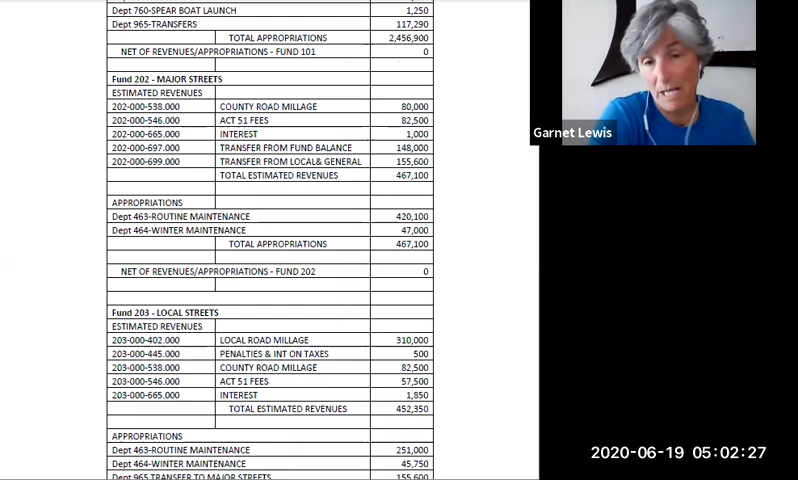 Dept 760-SPEAR BOAT LAUNCH 1,250
Dept 965-TRANSFERS 117,290
TOTAL APPROPRIATIONS 2,456,900
NET OF REVENUES/APPROPRIATIONS - FUND 101 0
Fund 202 - MAJOR STREETS
ESTIMATED REVENUES
202-000-538.000 COUNTY ROAD MILLAGE 80,000
202-000-546.000 ACT 51 FEES 82,500
202-000-665.000 INTEREST 1,000
202-000-697.000 TRANSFER FROM FUND BALANCE 148,000
202-000-699.000 TRANSFER FROM LOCAL& GENERAL 155,600
TOTAL ESTIMATED REVENUES 467,100
APPROPRIATIONS
Dept 463-ROUTINE MAINTENANCE 420,100
Dept 464-WINTER MAINTENANCE 47,000
TOTAL APPROPRIATIONS 467,100
NET OF REVENUES/APPROPRIATIONS - FUND 202 0
Fund 203 - LOCAL STREETS
ESTIMATED REVENUES
203-000-402.000 LOCAL ROAD MILLAGE 310,000
203-000-445.000 PENALTIES & INT ON TAXES 500
203-000-538.000 COUNTY ROAD MILLAGE 82,500
203-000-546.000 ACT 51 FEES 57,500
203-000-665.000 INTEREST 1,850
TOTAL ESTIMATED REVENUES 452,350
APPROPRIATIONS
Dept 463-ROUTINE MAINTENANCE 251,000
Dept 464-WINTER MAINTENANCE 45,750
Dept 965 TRANSFER TO MAJOR STREETS 155,600
Garnet Lewis
2020-06-19 05:02:27